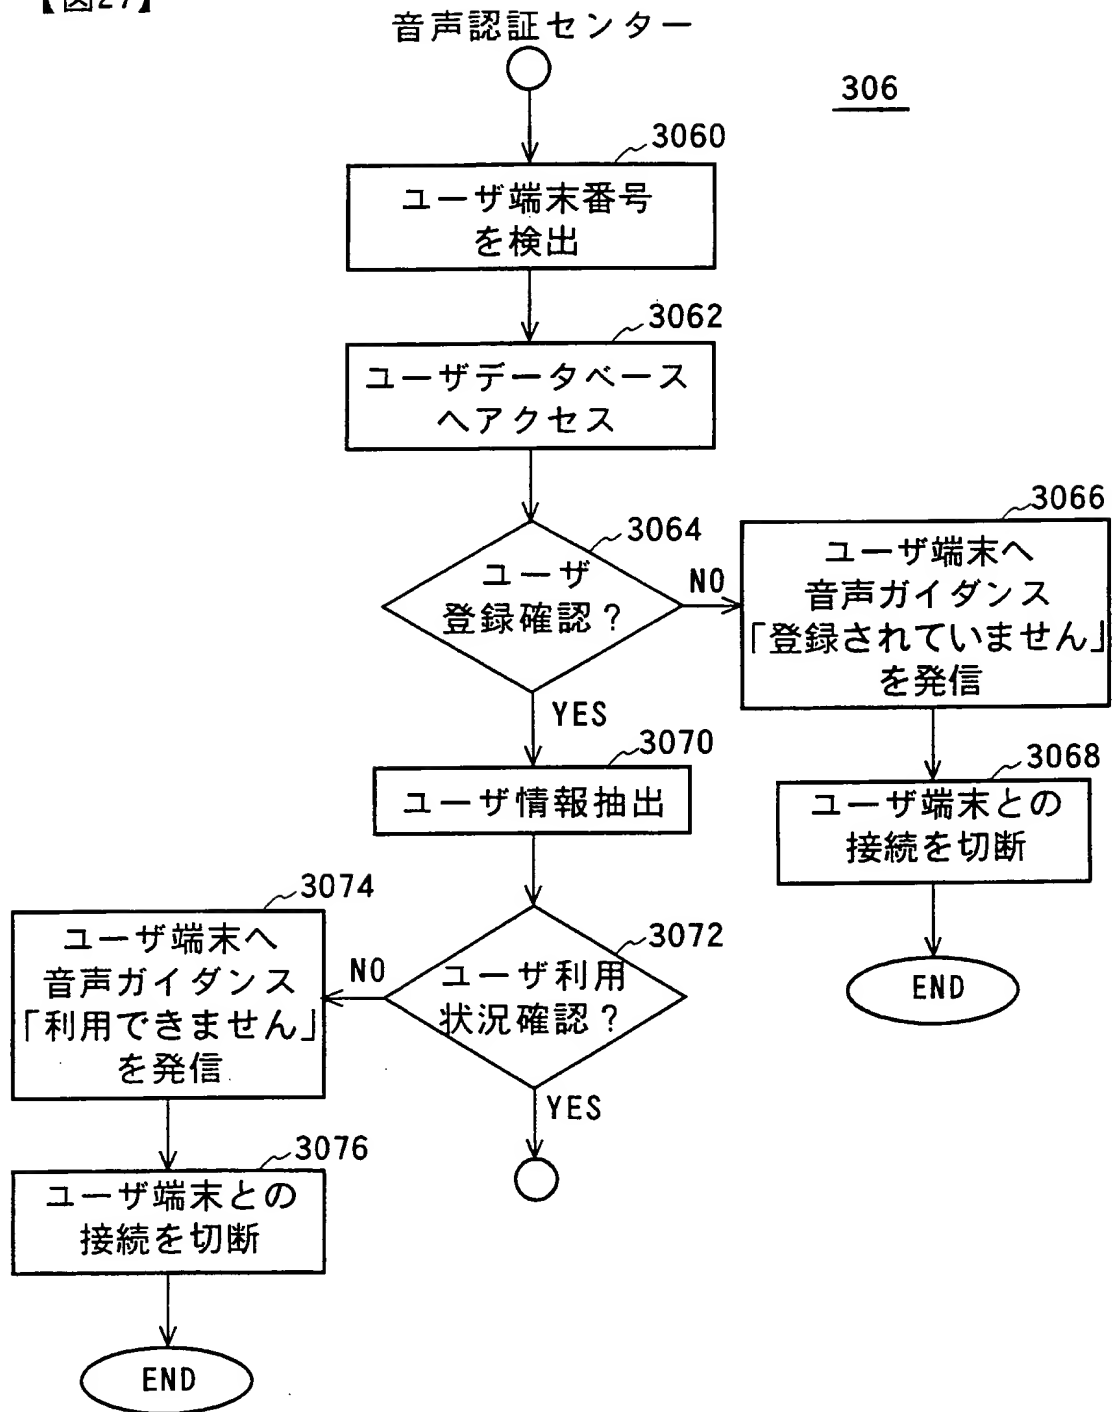 【図27】
音声認証センター
306
3060
ユーザ端末番号
を検出
3062
ユーザデータベース
へアクセス
3064
ユーザ
登録確認?
NO
3066
ユーザ端末へ
音声ガイダンス
「登録されていません」
を発信
YES
3068
ユーザ端末との
接続を切断
END
3070
ユーザ情報抽出
3072
ユーザ利用
状況確認?
NO
3074
ユーザ端末へ
音声ガイダンス
「利用できません」
を発信
YES
3076
ユーザ端末との
接続を切断
END